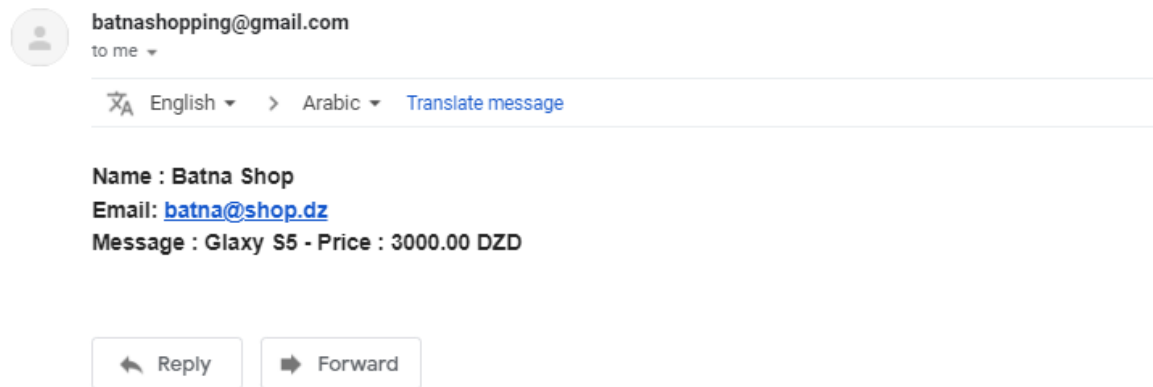 batnashopping@gmail.com
to me
English > Arabic Translate message
Name : Batna Shop
Email: batna@shop.dz
Message : Glaxy S5 - Price : 3000.00 DZD
Reply Forward